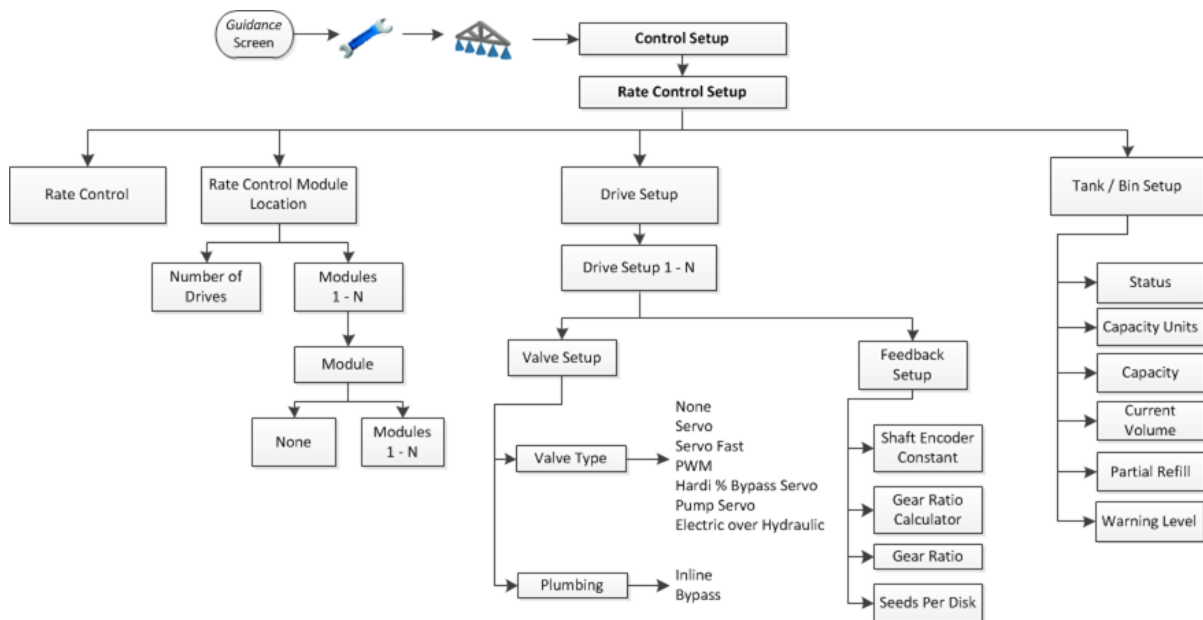 Guidance
Screen
Control Setup
Rate Control Setup
Rate Control
Rate Control Module
Location
Number of
Drives
Modules
1 - N
Module
None
Modules
1 - N
Drive Setup
Drive Setup 1 - N
Valve Setup
Valve Type
None
Servo
Servo Fast
PWM
Hardi % Bypass Servo
Pump Servo
Electric over Hydraulic
Plumbing
Inline
Bypass
Feedback
Setup
Shaft Encoder
Constant
Gear Ratio
Calculator
Gear Ratio
Seeds Per Disk
Tank / Bin Setup
Status
Capacity Units
Capacity
Current
Volume
Partial Refill
Warning Level